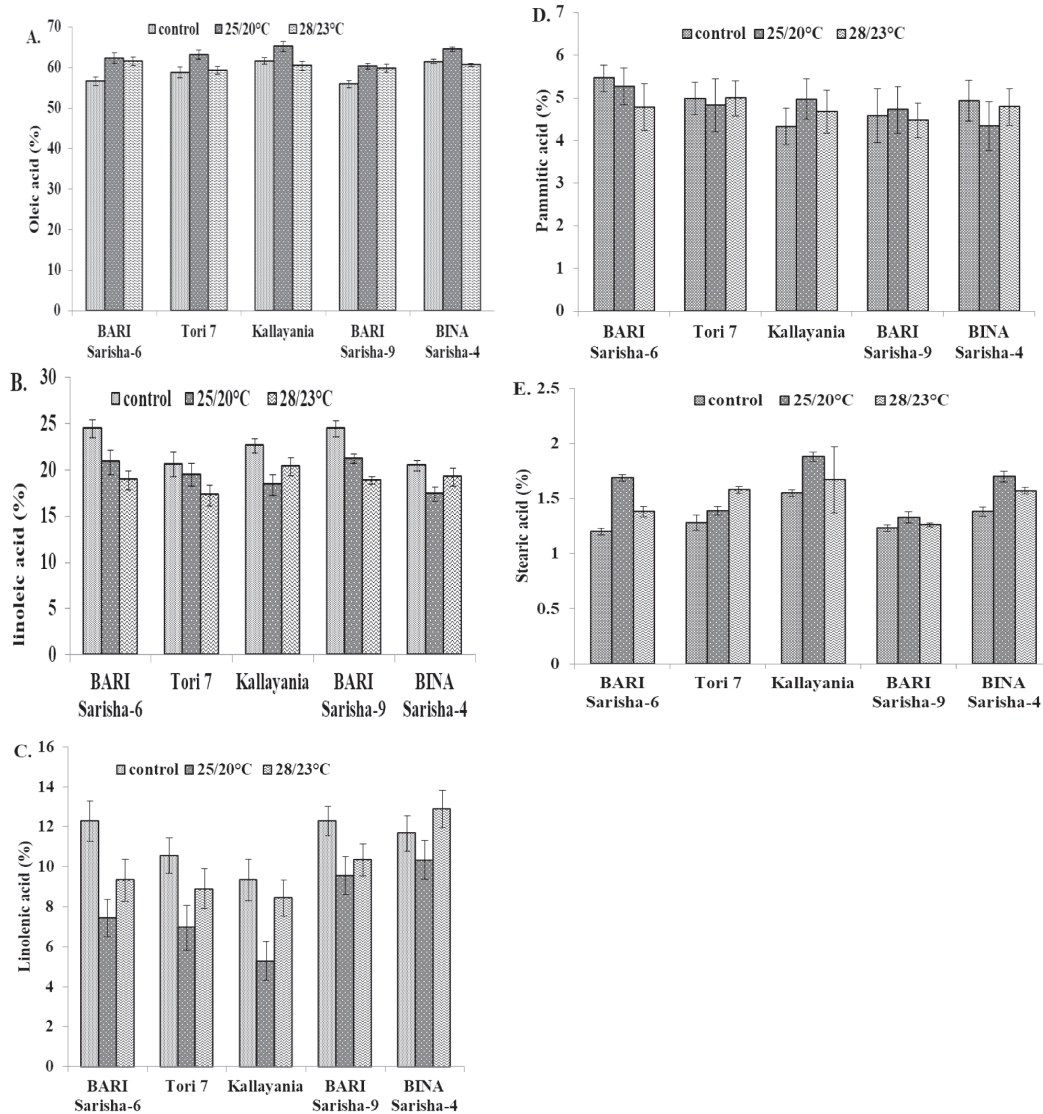 A.
control 25/20°C 28/23°C
Oleic acid (%)
70
60
50
40
30
20
10
0
BARI Sarisha-6
Tori 7
Kallayania
BARI Sarisha-9
BINA Sarisha-4
B.
control 25/20°C 28/23°C
linoleic acid (%)
30
25
20
15
10
5
0
BARI Sarisha-6
Tori 7
Kallayania
BARI Sarisha-9
BINA Sarisha-4
C.
control 25/20°C 28/23°C
Linolenic acid (%)
16
14
12
10
8
6
4
2
0
BARI Sarisha-6
Tori 7
Kallayania
BARI Sarisha-9
BINA Sarisha-4
D.
control 25/20°C 28/23°C
Pammitic acid (%)
7
6
5
4
3
2
1
0
BARI Sarisha-6
Tori 7
Kallayania
BARI Sarisha-9
BINA Sarisha-4
E.
control 25/20°C 28/23°C
Stearic acid (%)
2.5
2
1.5
1
0.5
0
BARI Sarisha-6
Tori 7
Kallayania
BARI Sarisha-9
BINA Sarisha-4